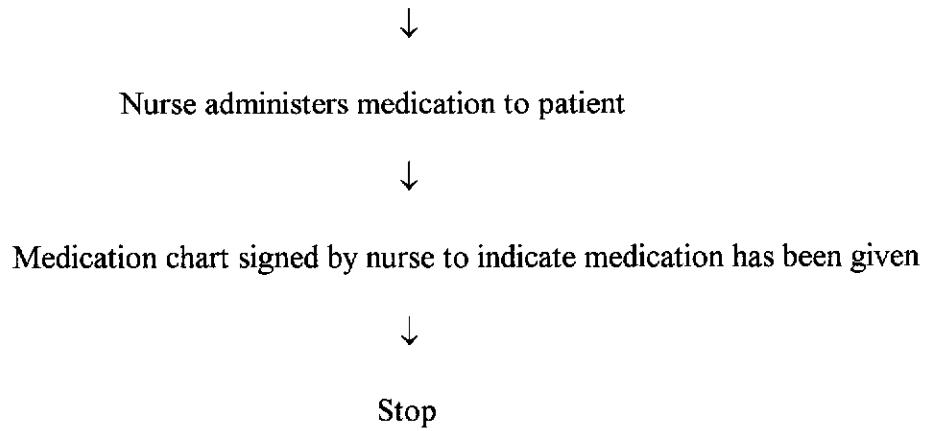 ↓
Nurse administers medication to patient
↓
Medication chart signed by nurse to indicate medication has been given
↓
Stop